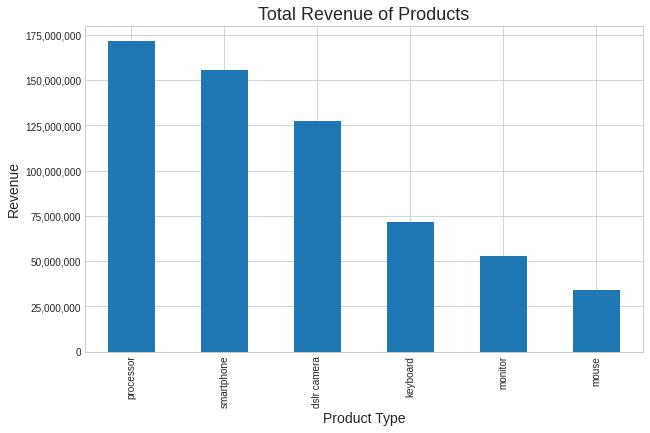 Total Revenue of Products
Revenue
175,000,000
150,000,000
125,000,000
100,000,000
75,000,000
50,000,000
25,000,000
0
processor
smartphone
dslr camera
keyboard
monitor
mouse
Product Type